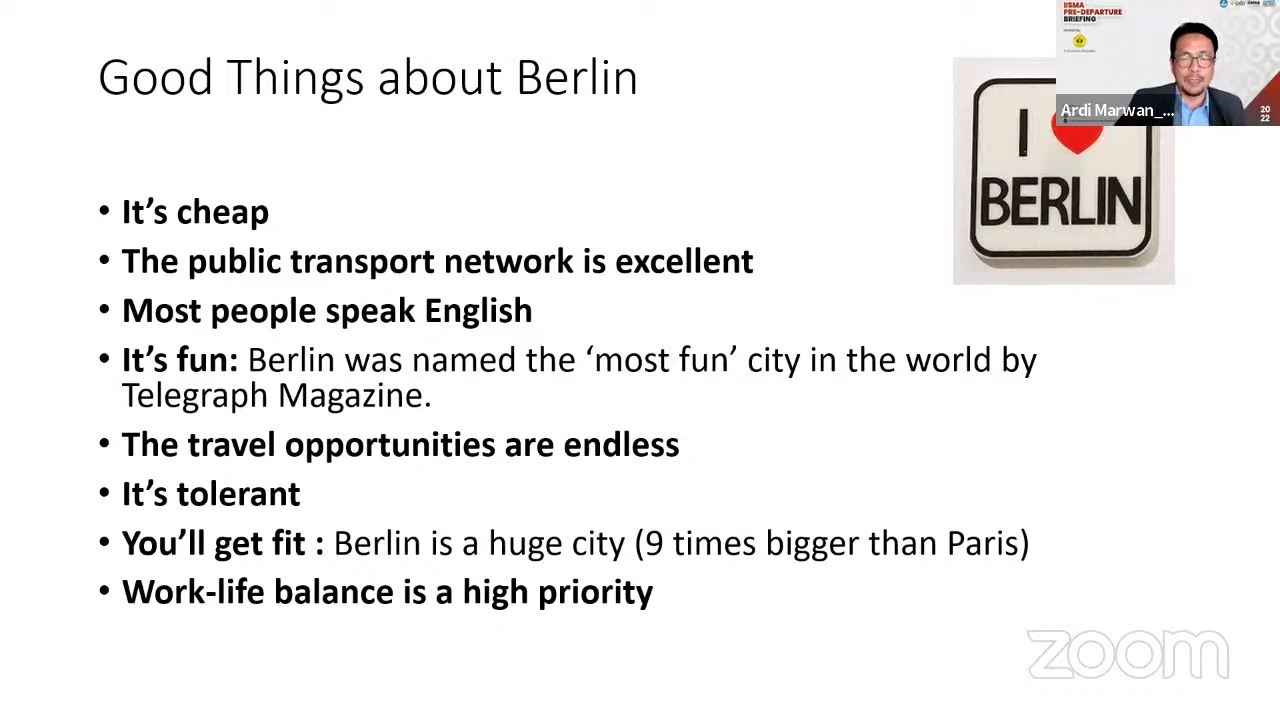 Good Things about Berlin
• It’s cheap
• The public transport network is excellent
• Most people speak English
• It’s fun: Berlin was named the ‘most fun’ city in the world by
Telegraph Magazine.
• The travel opportunities are endless
• It’s tolerant
• You’ll get fit : Berlin is a huge city (9 times bigger than Paris)
• Work-life balance is a high priority
I
BERLIN
IISMA
PRE-DEPARTURE
BRIEFING
Ardi Marwan_...
20
22
zoom